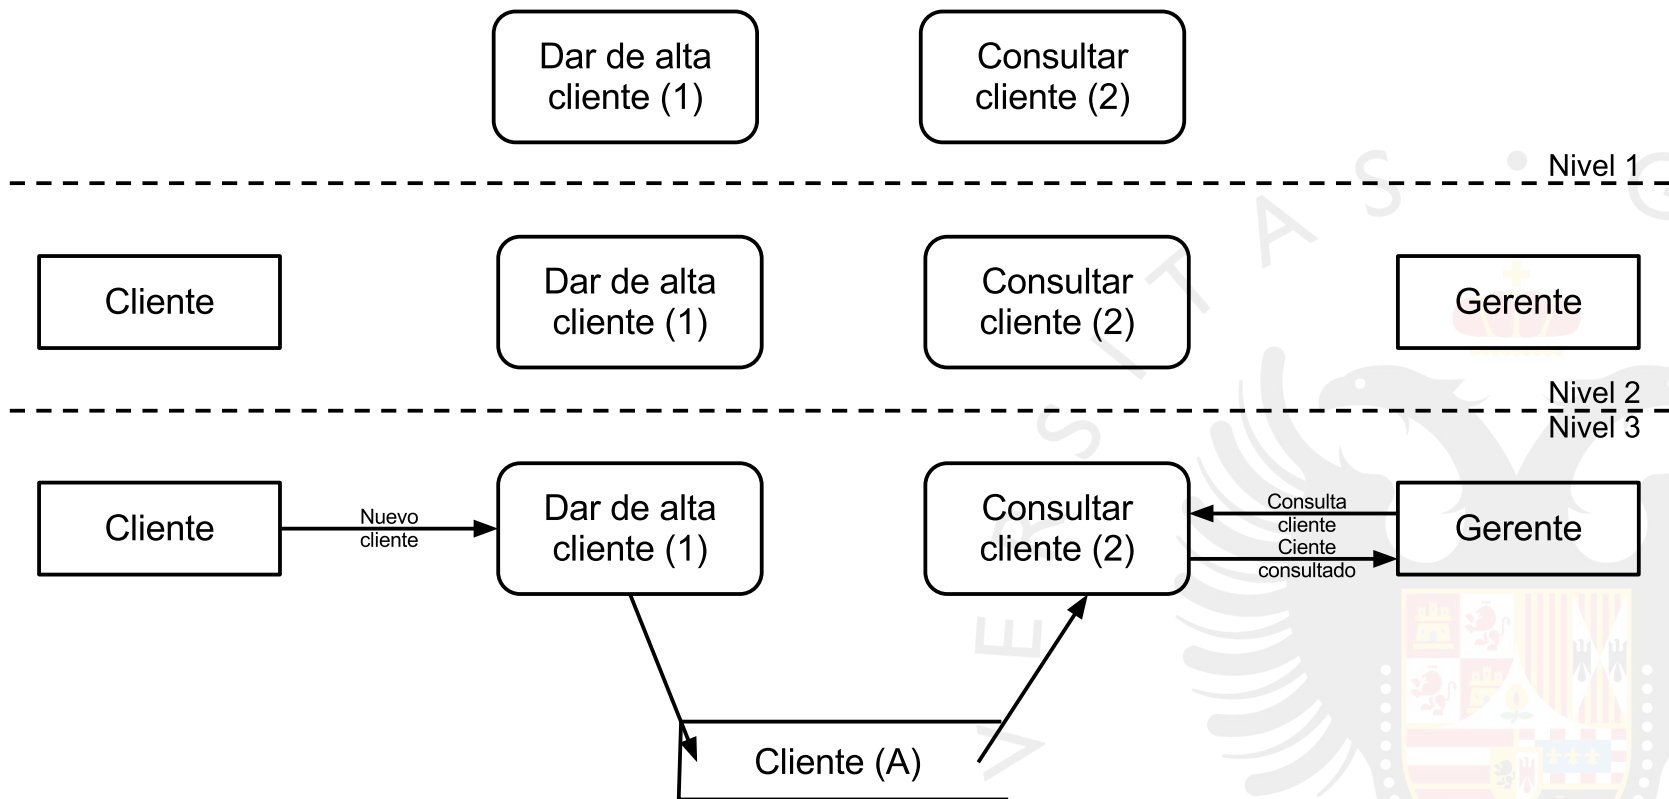 Dar de alta
cliente (1)
Consultar
cliente (2)
Nivel 1
Cliente
Dar de alta
cliente (1)
Consultar
cliente (2)
Gerente
Nivel 2
Nivel 3
Cliente
Nuevo
cliente
Dar de alta
cliente (1)
Consultar
cliente (2)
Consulta
cliente
Ciente
consultado
Gerente
Cliente (A)
VERSITAS · G